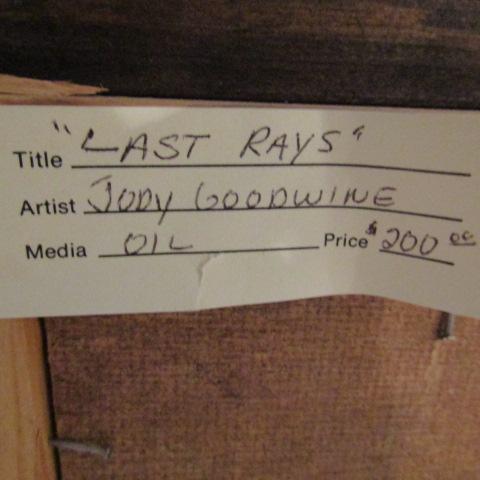 Title "LAST RAYS"
Artist JODY GOODWINE
Media OIL Price $200 00